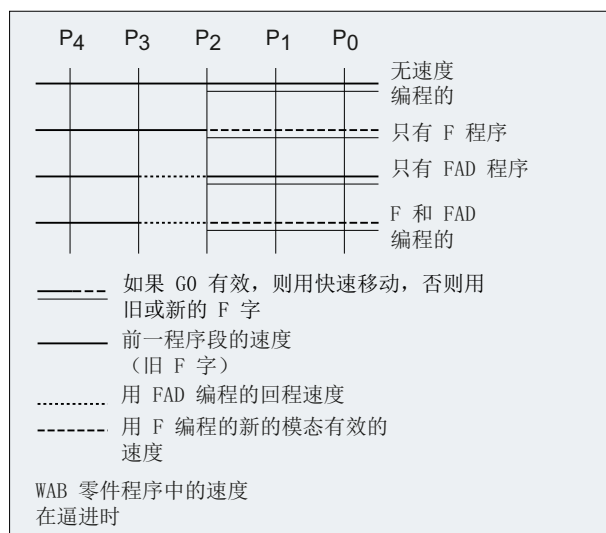 P4 P3 P2 P1 P0
无速度
编程的
只有 F 程序
只有 FAD 程序
F 和 FAD
编程的
如果 G0 有效，则用快速移动，否则用
旧或新的 F 字
前一程序段的速度
（旧 F 字）
用 FAD 编程的回程速度
用 F 编程的新的模态有效的
速度
WAB 零件程序中的速度
在逼进时